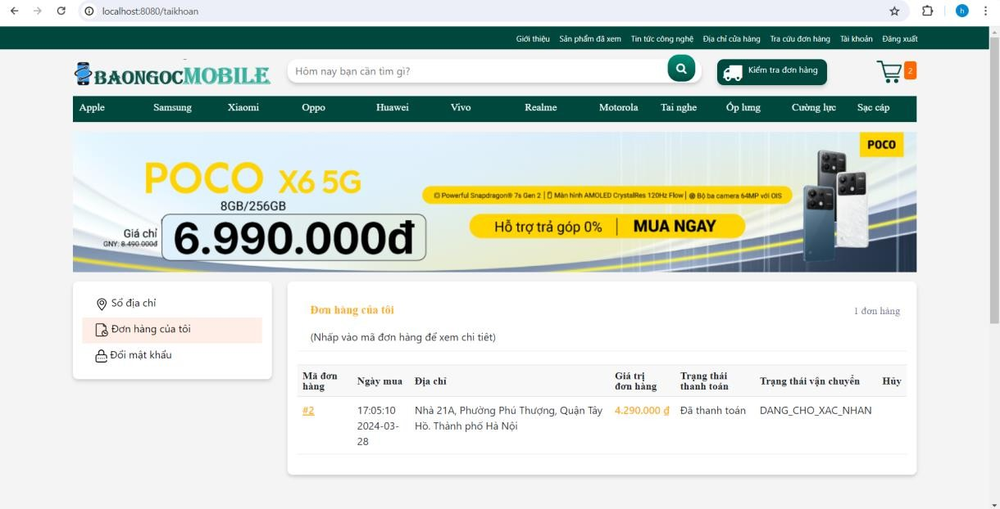 localhost:8080/taikhoan
h
Giới thiệu Sản phẩm đã xem Tin tức công nghệ Địa chỉ cửa hàng Tra cứu đơn hàng Tài khoản Đăng xuất
BAONGOCMOBILE
Hôm nay bạn cần tìm gì?
Kiểm tra đơn hàng
2
Apple Samsung Xiaomi Oppo Huawei Vivo Realme Motorola Tai nghe Ốp lưng Cường lực Sạc cáp
POCO
POCO X6 5G
8GB/256GB
Powerful Snapdragon® 7s Gen 2 | Màn hình AMOLED CrystalRes 120Hz Flow | Bộ ba camera 64MP với OIS
Giá chỉ
GNY: 8.490.000đ
6.990.000đ
Hỗ trợ trả góp 0% | MUA NGAY
Sổ địa chỉ
Đơn hàng của tôi
Đổi mật khẩu
Đơn hàng của tôi
1 đơn hàng
(Nhấp vào mã đơn hàng để xem chi tiêt)
Mã đơn hàng Ngày mua Địa chỉ Giá trị đơn hàng Trạng thái thanh toán Trạng thái vận chuyển Hủy
#2 17:05:10 Nhà 21A, Phường Phú Thượng, Quận Tây 4.290.000 ₫ Đã thanh toán DANG_CHO_XAC_NHAN
2024-03- Hồ. Thành phố Hà Nội
28